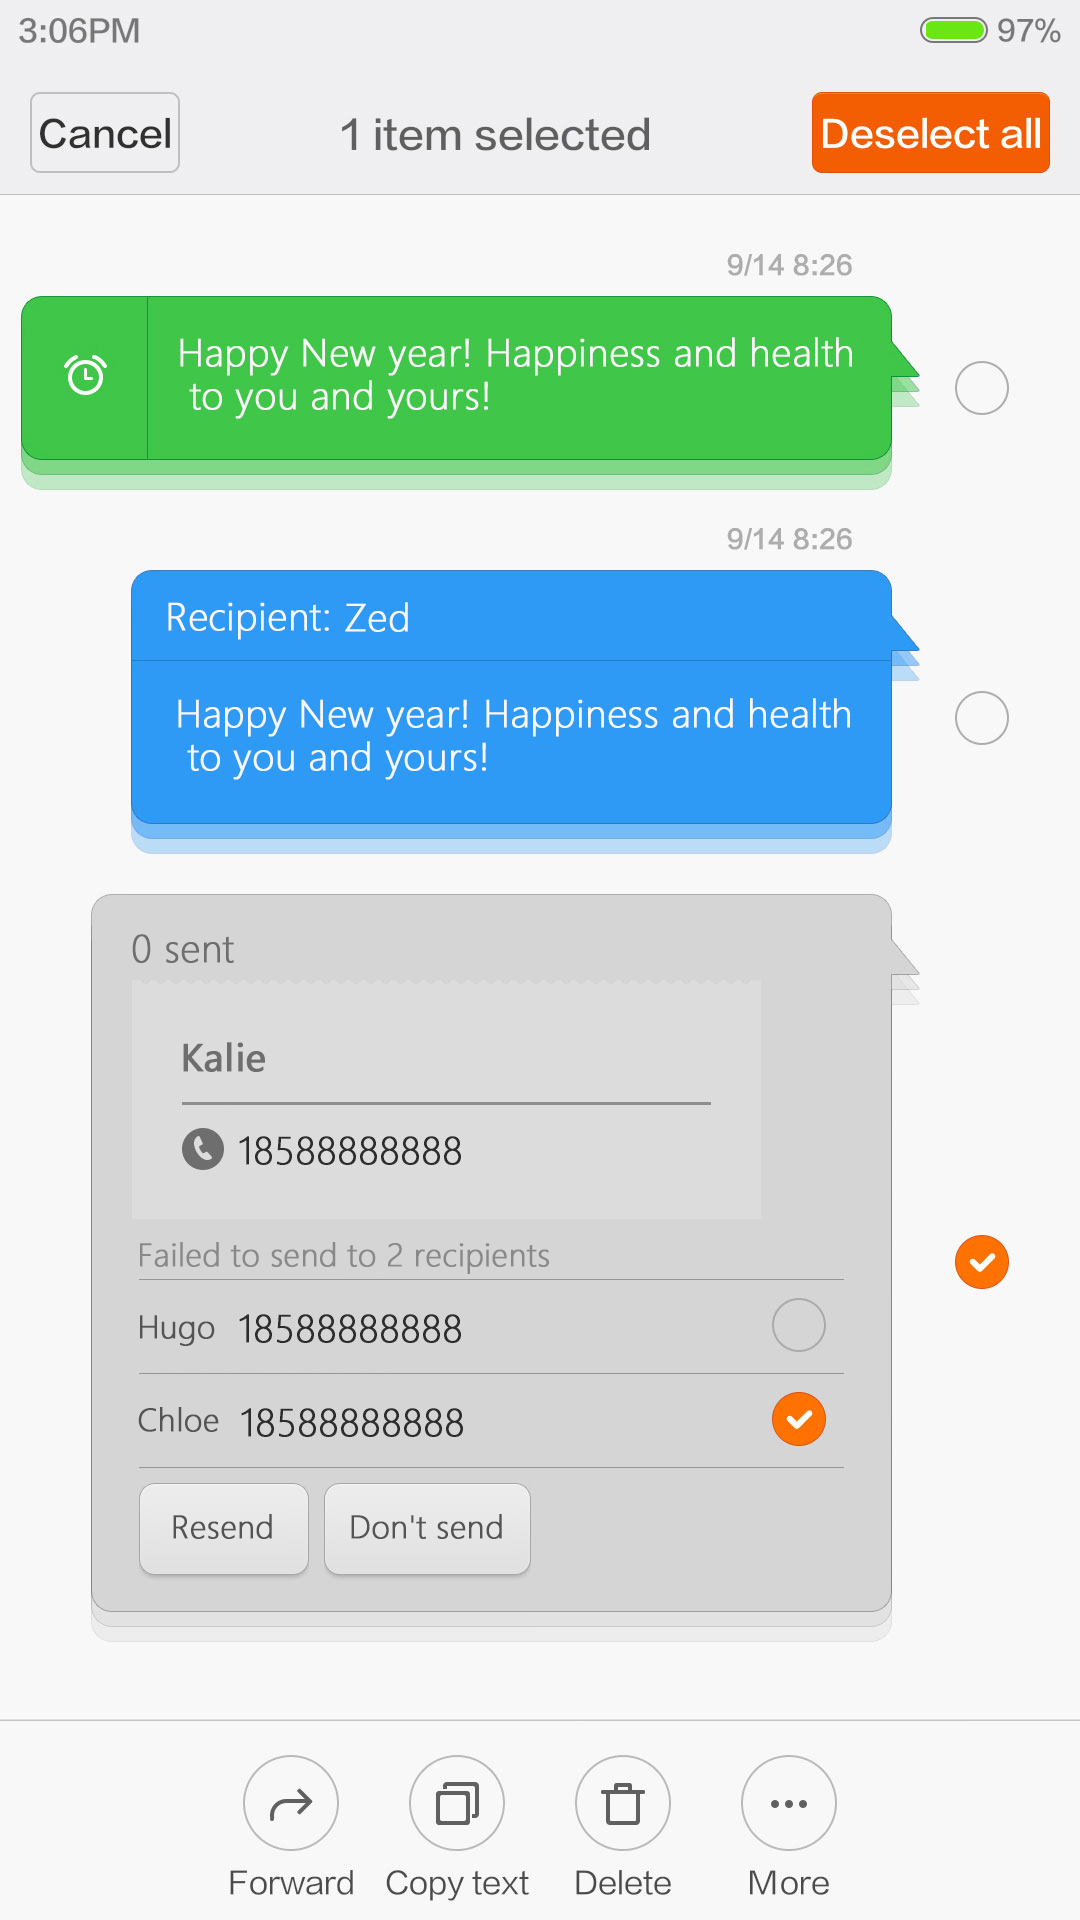 3:06PM 97%
Cancel 1 item selected Deselect all
9/14 8:26
Happy New year! Happiness and health
to you and yours!
9/14 8:26
Recipient: Zed
Happy New year! Happiness and health
to you and yours!
0 sent
Kalie
18588888888
Failed to send to 2 recipients
Hugo 18588888888
Chloe 18588888888
Resend Don't send
Forward Copy text Delete More